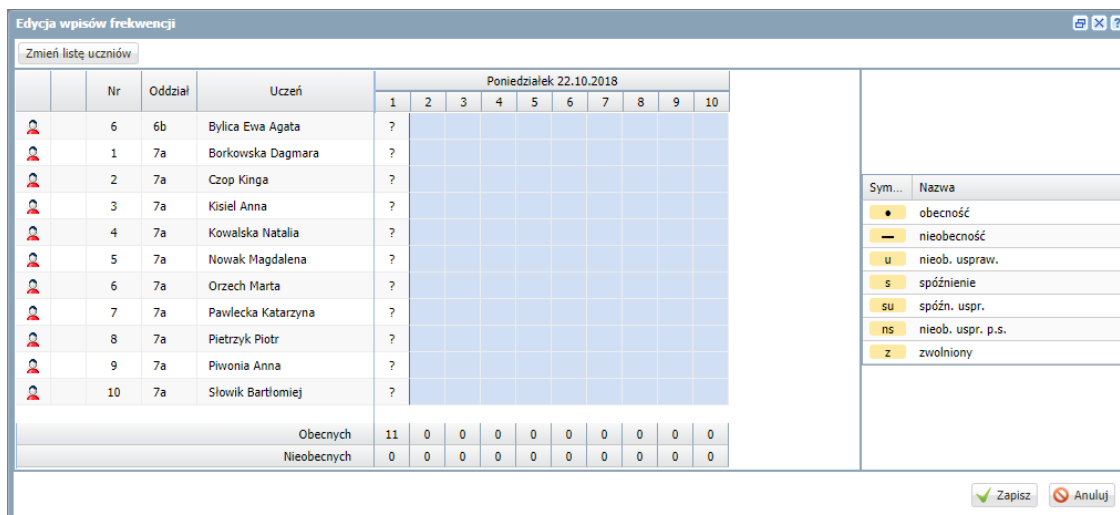 Edycja wpisów frekwencji
Zmień listę uczniów
Nr Oddział Uczeń Poniedziałek 22.10.2018
1 2 3 4 5 6 7 8 9 10
6 6b Bylica Ewa Agata ?
1 7a Borkowska Dagmara ?
2 7a Czop Kinga ?
3 7a Kisiel Anna ?
4 7a Kowalska Natalia ?
5 7a Nowak Magdalena ?
6 7a Orzech Marta ?
7 7a Pawlecka Katarzyna ?
8 7a Pietrzyk Piotr ?
9 7a Piwonia Anna ?
10 7a Słowik Bartłomiej ?
Obecnych 11 0 0 0 0 0 0 0 0 0
Nieobecnych 0 0 0 0 0 0 0 0 0 0
Sym... Nazwa
● obecność
— nieobecność
u nieob. uspraw.
s spóźnienie
su spóźn. uspr.
ns nieob. uspr. p.s.
z zwolniony
Zapisz Anuluj